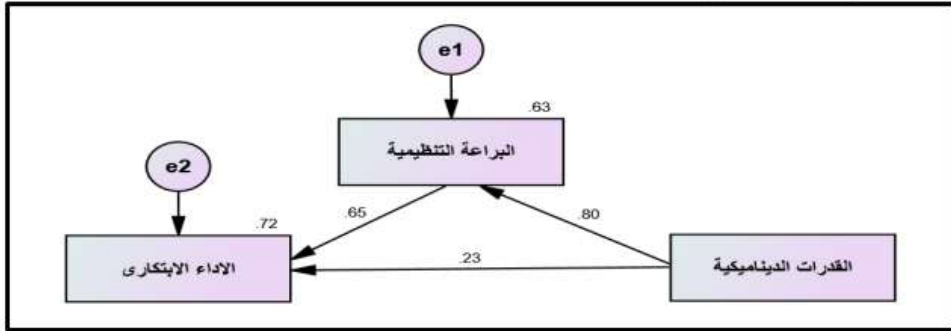 e1
.63
البراعة التنظيمية
e2
.72
.65
.80
الاداء الابتكارى
.23
القدرات الديناميكية